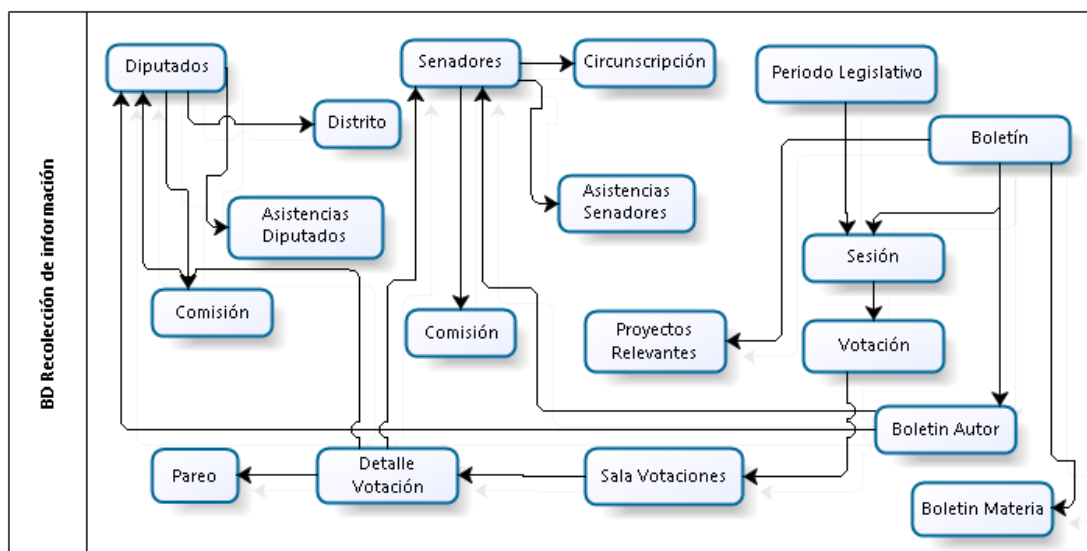 BD Recolección de información
Diputados
Senadores
Circunscripción
Periodo Legislativo
Distrito
Boletín
Asistencias
Diputados
Asistencias
Senadores
Sesión
Comisión
Comisión
Proyectos
Relevantes
Votación
Boletin Autor
Pareo
Detalle
Votación
Sala Votaciones
Boletin Materia